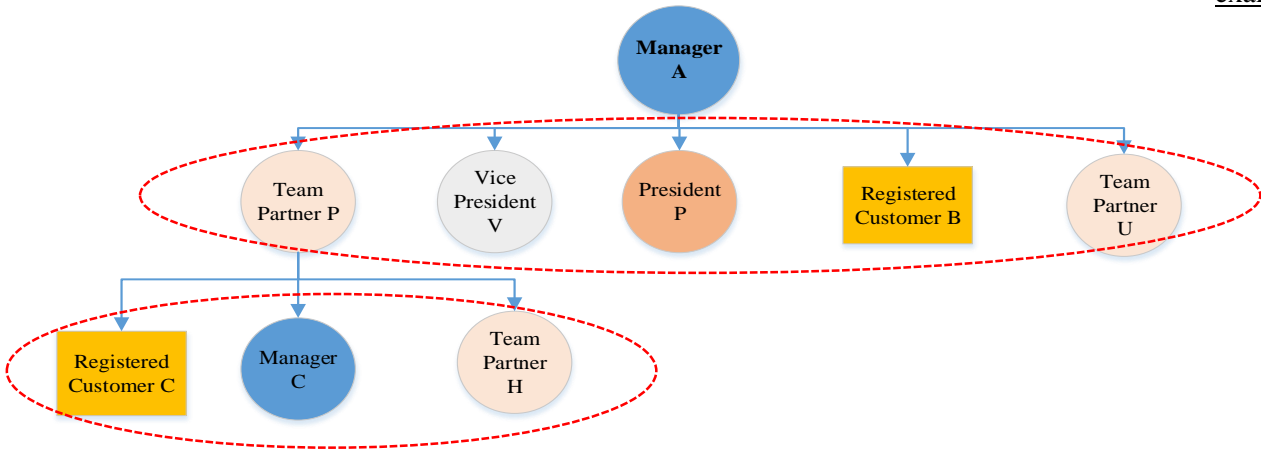 Manager
A
Team
Partner P
Vice
President
V
President
P
Registered
Customer B
Team
Partner
U
Registered
Customer C
Manager
C
Team
Partner
H